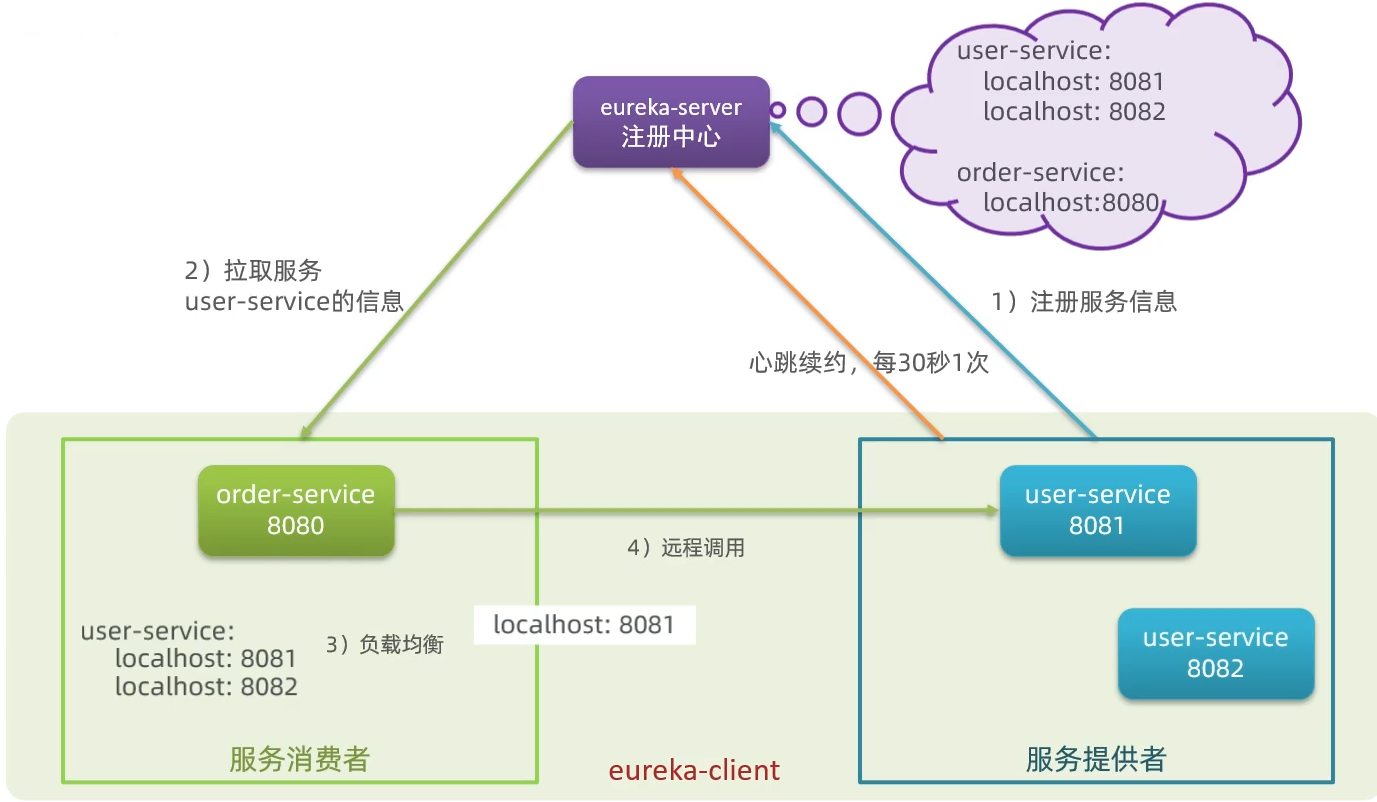 eureka-server
注册中心
user-service:
localhost: 8081
localhost: 8082
order-service:
localhost:8080
2）拉取服务
user-service的信息
1）注册服务信息
心跳续约，每30秒1次
order-service
8080
user-service
8081
4）远程调用
localhost: 8081
user-service:
localhost: 8081
localhost: 8082
3）负载均衡
user-service
8082
服务消费者
eureka-client
服务提供者